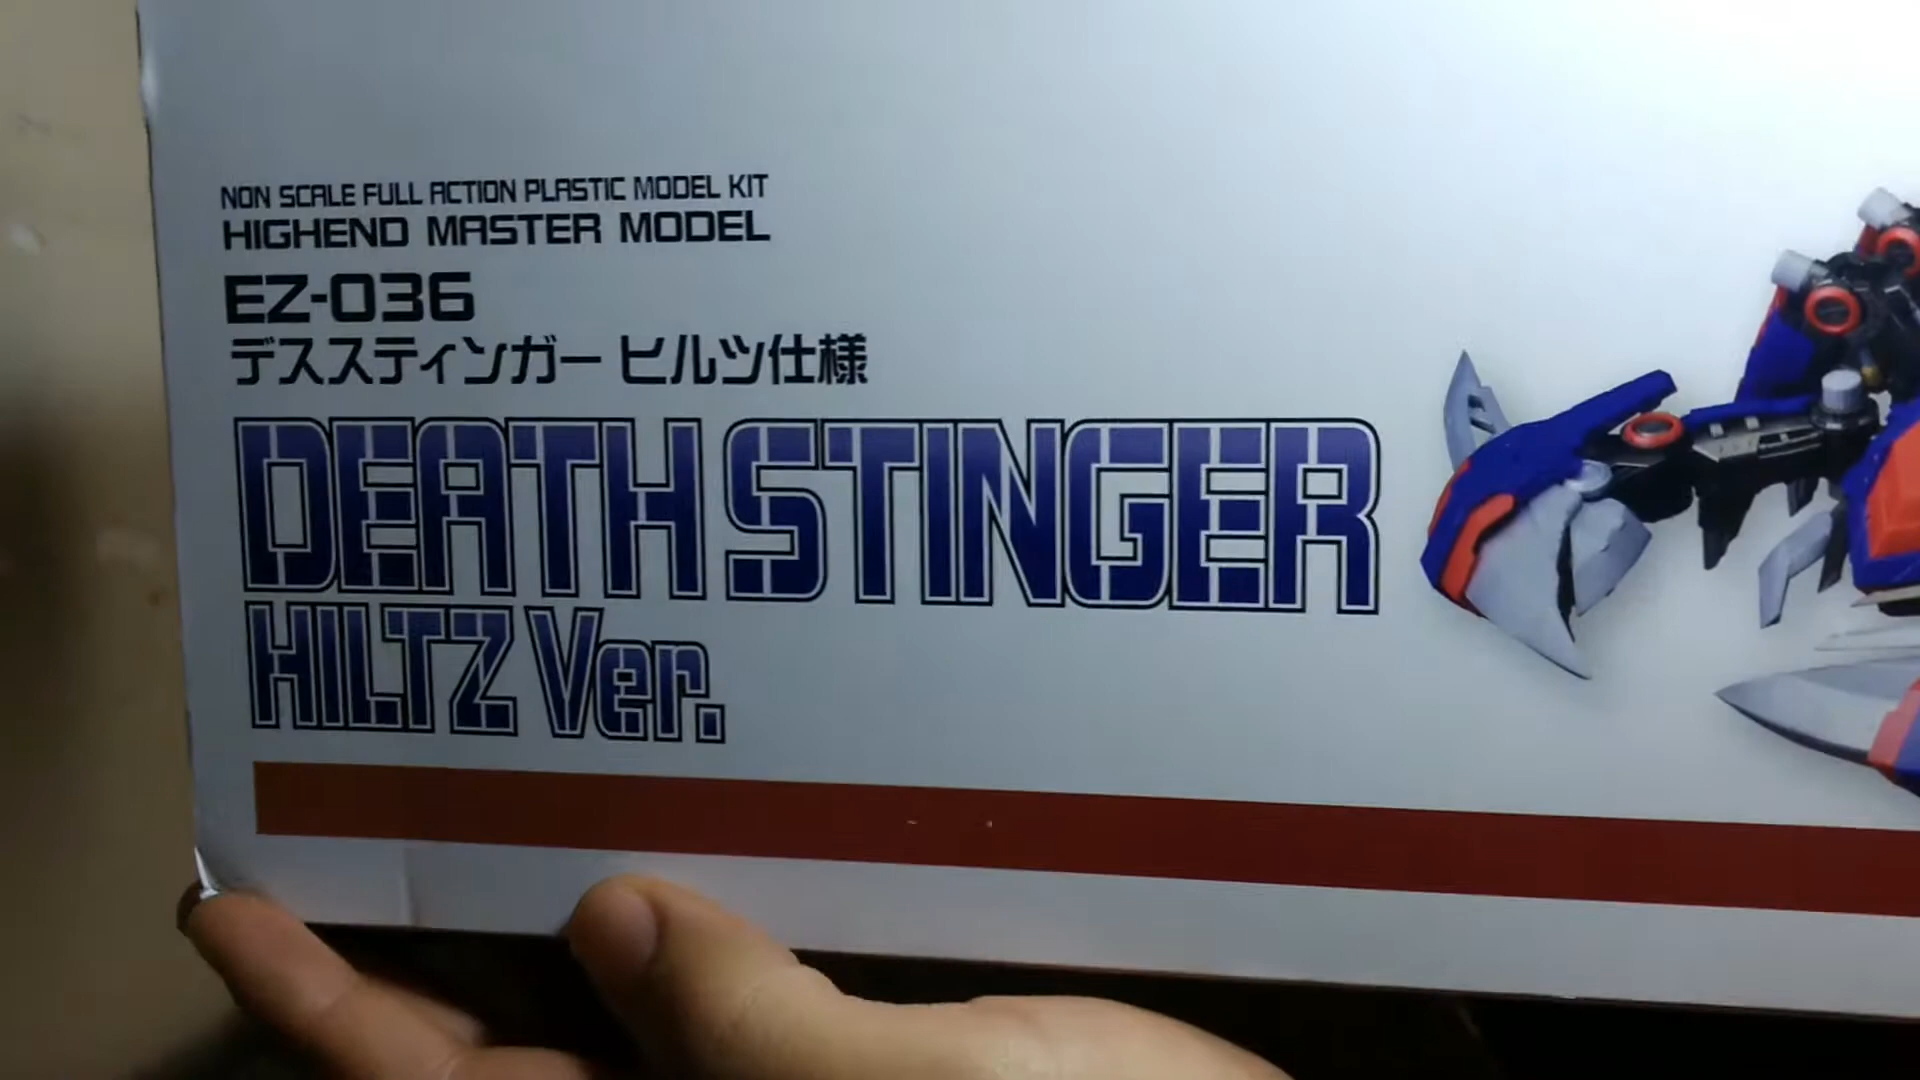 NON SCALE FULL ACTION PLASTIC MODEL KIT
HIGHEND MASTER MODEL
EZ-036
デススティンガー ヒルツ仕様
DEATH STINGER
HILTZ Ver.